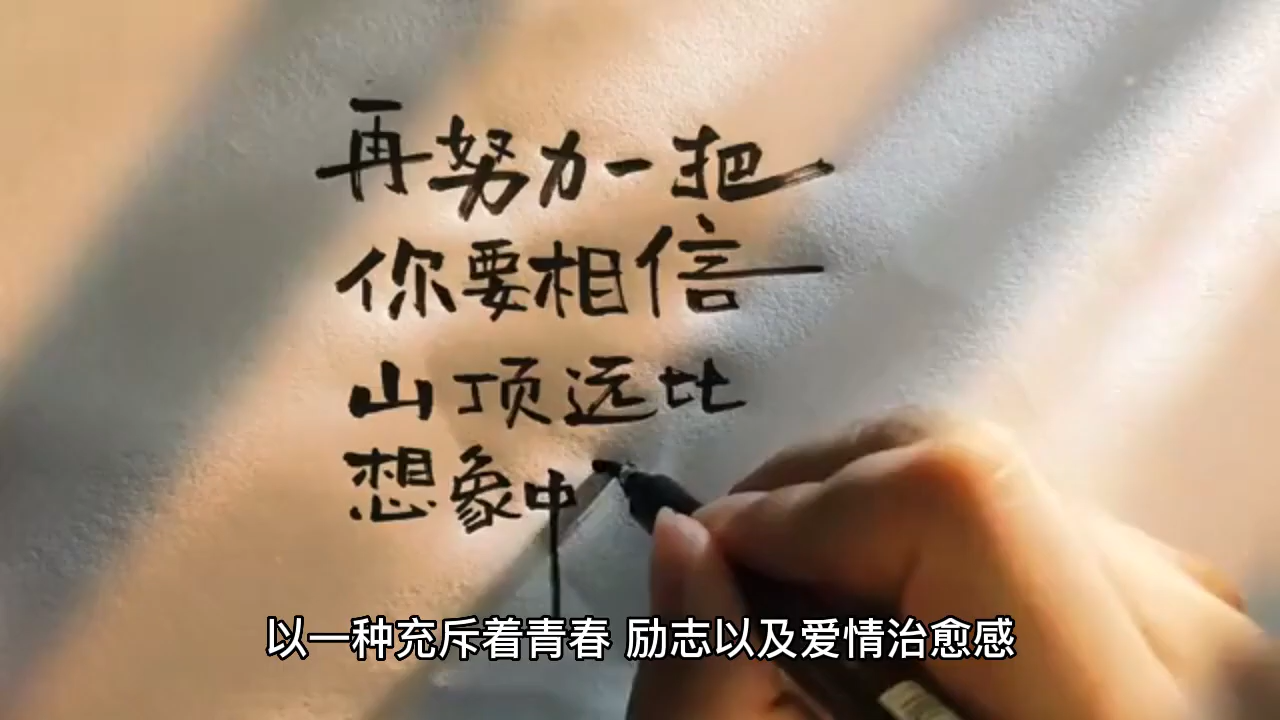 再努力一把
你要相信
山顶远比
想象中
以一种充斥着青春 励志以及爱情治愈感